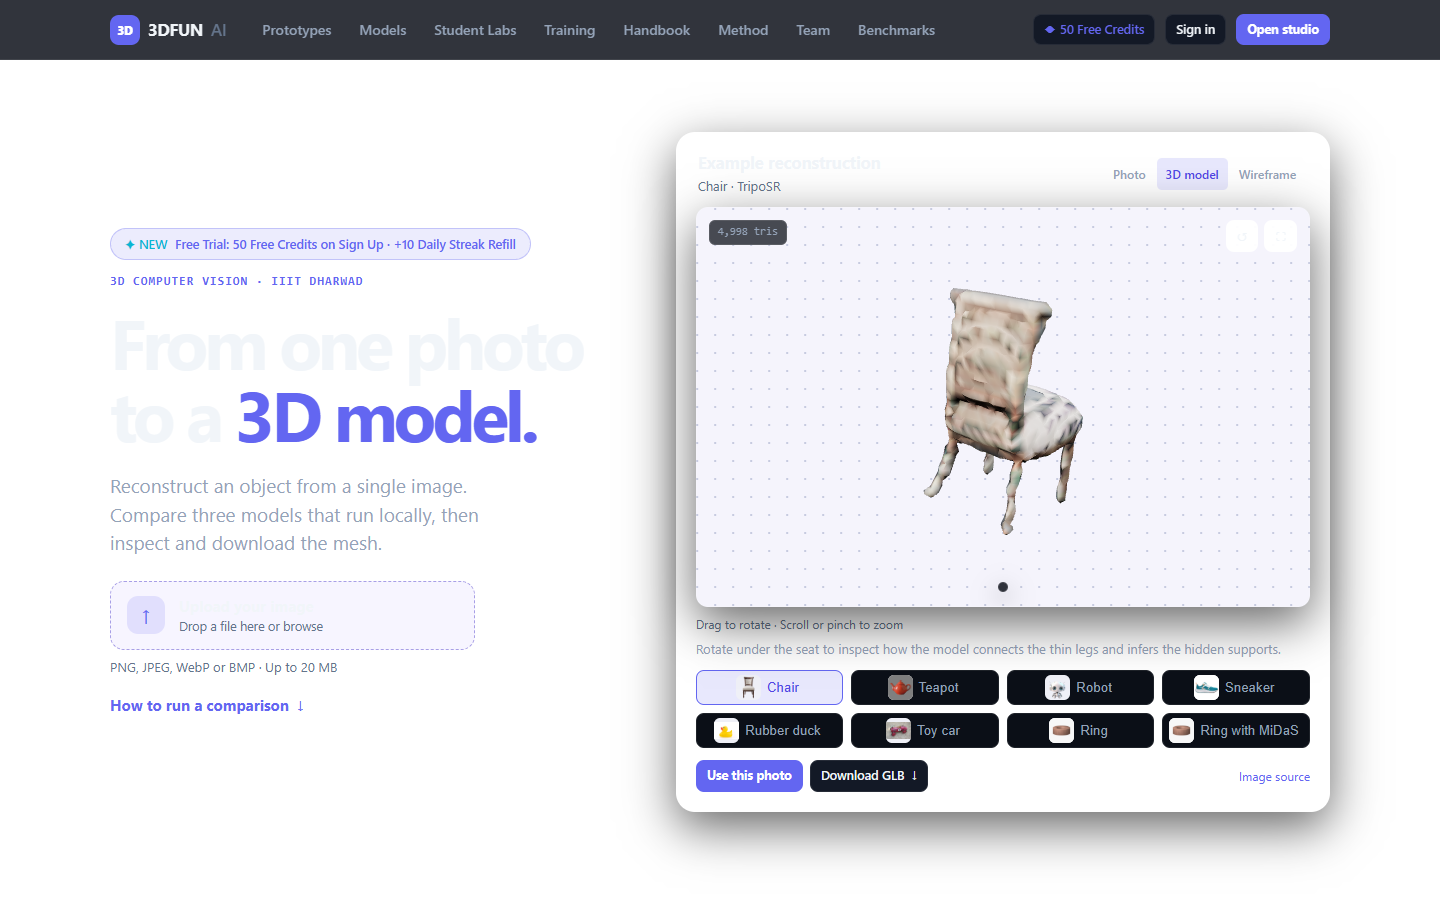 3D 3DFUN AI Prototypes Models Student Labs Training Handbook Method Team Benchmarks 50 Free Credits Sign in Open studio
✦ NEW Free Trial: 50 Free Credits on Sign Up · +10 Daily Streak Refill
3D COMPUTER VISION · IIIT DHARWAD
From one photo
to a 3D model.
Reconstruct an object from a single image.
Compare three models that run locally, then
inspect and download the mesh.
↑
Drop a file here or browse
PNG, JPEG, WebP or BMP · Up to 20 MB
How to run a comparison ↓
Example reconstruction
Chair · TripoSR
Photo 3D model Wireframe
4,998 tris
Drag to rotate · Scroll or pinch to zoom
Rotate under the seat to inspect how the model connects the thin legs and infers the hidden supports.
Chair Teapot Robot Sneaker
Rubber duck Toy car Ring Ring with MiDaS
Use this photo Download GLB ↓ Image source